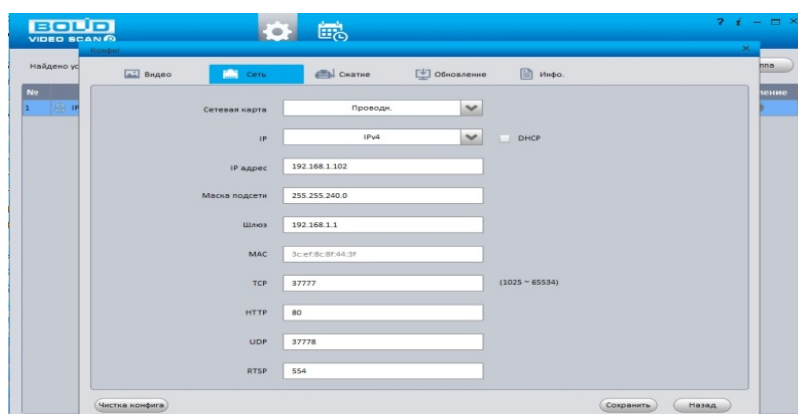 BOLID
VIDEO SCAN
? i
Конфиг
Найдено ус
ппа
Видео Сеть Сжатие Обновление Инфо.
№ ление
1 IP
Сетевая карта Проводн.
IP IPv4 DHCP
IP адрес 192.168.1.102
Маска подсети 255.255.240.0
Шлюз 192.168.1.1
MAC 3c:ef:8c:8f:44:3f
TCP 37777 (1025 ~ 65534)
HTTP 80
UDP 37778
RTSP 554
Чистка конфига Сохранить Назад